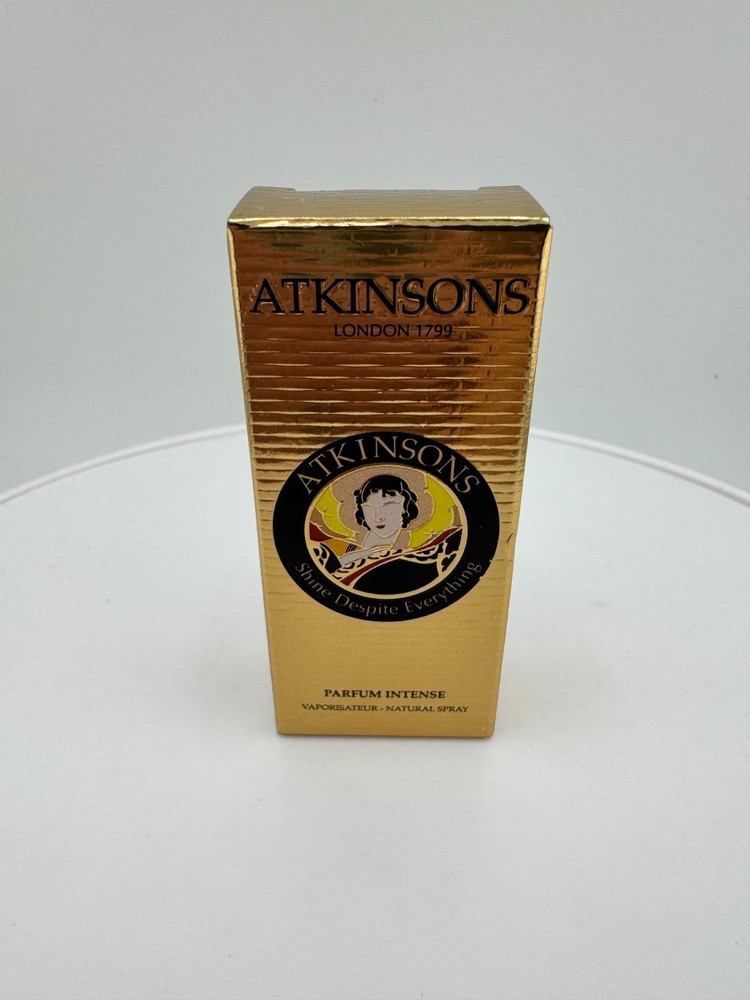 ATKINSONS
LONDON 1799
ATKINSONS
Shine Despite Everything
PARFUM INTENSE
VAPORISATEUR - NATURAL SPRAY